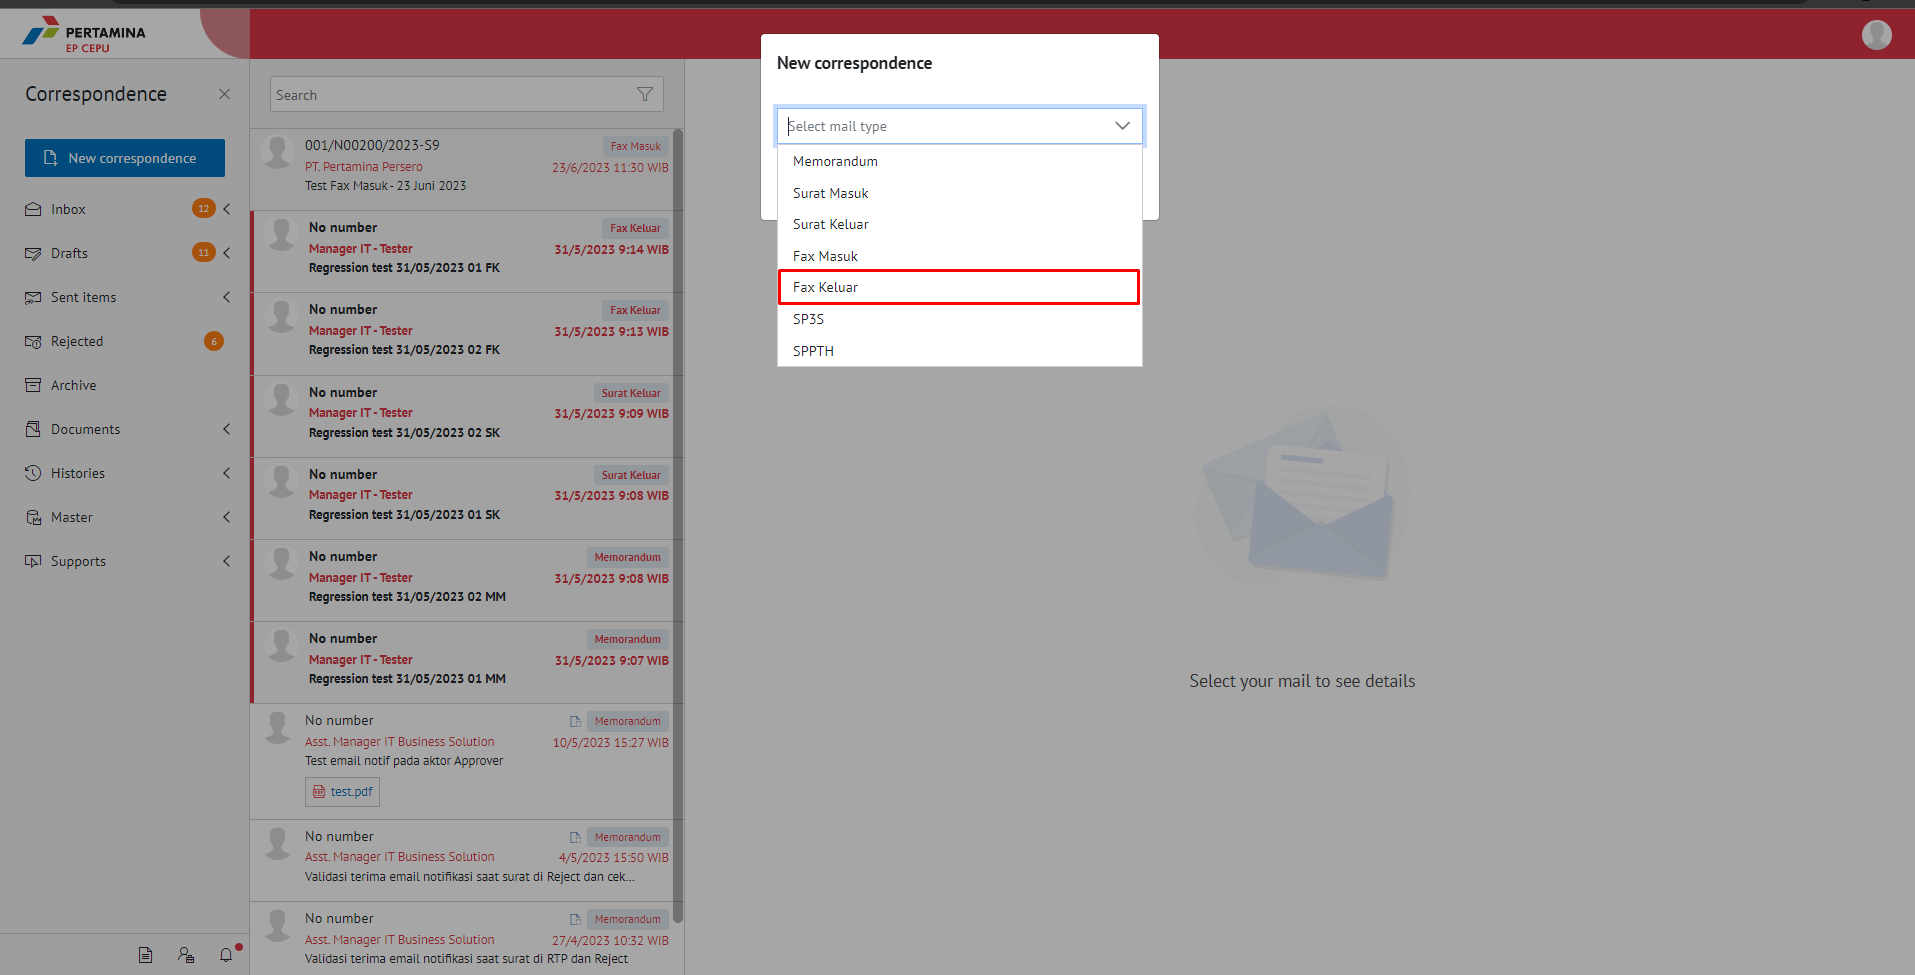 PERTAMINA
EP CEPU
Correspondence
New correspondence
Inbox 12
Drafts 11
Sent items
Rejected 6
Archive
Documents
Histories
Master
Supports
Search
001/N00200/2023-S9 Fax Masuk
PT. Pertamina Persero 23/6/2023 11:30 WIB
Test Fax Masuk - 23 Juni 2023
No number Fax Keluar
Manager IT - Tester 31/5/2023 9:14 WIB
Regression test 31/05/2023 01 FK
No number Fax Keluar
Manager IT - Tester 31/5/2023 9:13 WIB
Regression test 31/05/2023 02 FK
No number Surat Keluar
Manager IT - Tester 31/5/2023 9:09 WIB
Regression test 31/05/2023 02 SK
No number Surat Keluar
Manager IT - Tester 31/5/2023 9:08 WIB
Regression test 31/05/2023 01 SK
No number Memorandum
Manager IT - Tester 31/5/2023 9:08 WIB
Regression test 31/05/2023 02 MM
No number Memorandum
Manager IT - Tester 31/5/2023 9:07 WIB
Regression test 31/05/2023 01 MM
No number Memorandum
Asst. Manager IT Business Solution 10/5/2023 15:27 WIB
Test email notif pada aktor Approver
test.pdf
No number Memorandum
Asst. Manager IT Business Solution 4/5/2023 15:50 WIB
Validasi terima email notifikasi saat surat di Reject dan cek...
No number Memorandum
Asst. Manager IT Business Solution 27/4/2023 10:32 WIB
Validasi terima email notifikasi saat surat di RTP dan Reject
New correspondence
Select mail type
Memorandum
Surat Masuk
Surat Keluar
Fax Masuk
Fax Keluar
SP3S
SPPTH
Select your mail to see details